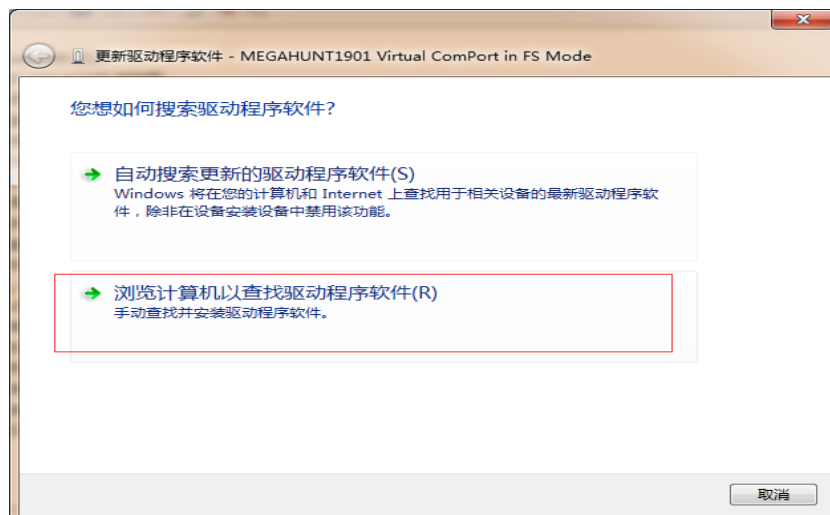 更新驱动程序软件 - MEGAHUNT1901 Virtual ComPort in FS Mode
您想如何搜索驱动程序软件?
自动搜索更新的驱动程序软件(S)
Windows 将在您的计算机和 Internet 上查找用于相关设备的最新驱动程序软
件，除非在设备安装设备中禁用该功能。
浏览计算机以查找驱动程序软件(R)
手动查找并安装驱动程序软件。
取消